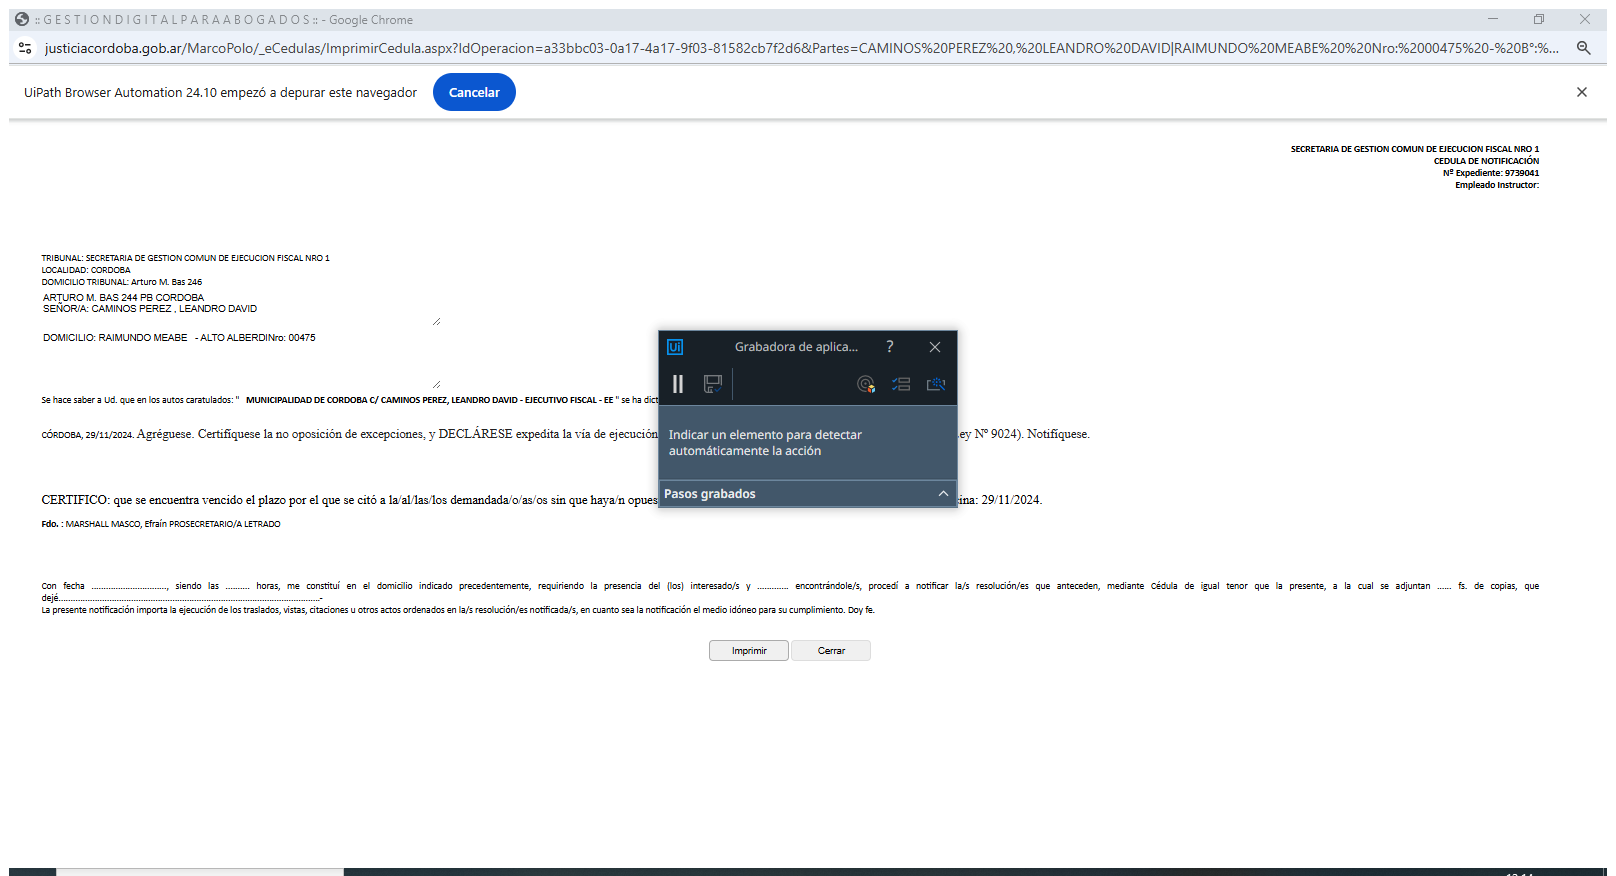 :: G E S T I O N D I G I T A L P A R A A B O G A D O S :: - Google Chrome
justiciacordoba.gob.ar/MarcoPolo/_eCedulas/ImprimirCedula.aspx?IdOperacion=a33bbc03-0a17-4a17-9f03-81582cb7f2d6&Partes=CAMINOS%20PEREZ%20,%20LEANDRO%20DAVID|RAIMUNDO%20MEABE%20%20Nro:%2000475%20-%20B°:%...
UiPath Browser Automation 24.10 empezó a depurar este navegador
Cancelar
SECRETARIA DE GESTION COMUN DE EJECUCION FISCAL NRO 1
CEDULA DE NOTIFICACIÓN
Nº Expediente: 9739041
Empleado Instructor:
TRIBUNAL: SECRETARIA DE GESTION COMUN DE EJECUCION FISCAL NRO 1
LOCALIDAD: CORDOBA
DOMICILIO TRIBUNAL: Arturo M. Bas 246
ARTURO M. BAS 244 PB CORDOBA
SEÑOR/A: CAMINOS PEREZ , LEANDRO DAVID
DOMICILIO: RAIMUNDO MEABE - ALTO ALBERDINro: 00475
Ui Grabadora de aplica... ?
Indicar un elemento para detectar
automáticamente la acción
Pasos grabados
Se hace saber a Ud. que en los autos caratulados: " MUNICIPALIDAD DE CORDOBA C/ CAMINOS PEREZ, LEANDRO DAVID - EJECUTIVO FISCAL - EE " se ha dict
CÓRDOBA, 29/11/2024. Agréguese. Certifíquese la no oposición de excepciones, y DECLÁRESE expedita la vía de ejecución ey Nº 9024). Notifíquese.
CERTIFICO: que se encuentra vencido el plazo por el que se citó a la/al/las/los demandada/o/as/os sin que haya/n opues ina: 29/11/2024.
Fdo. : MARSHALL MASCO, Efraín PROSECRETARIO/A LETRADO
Con fecha ..............................., siendo las .......... horas, me constituí en el domicilio indicado precedentemente, requiriendo la presencia del (los) interesado/s y ............. encontrándole/s, procedí a notificar la/s resolución/es que anteceden, mediante Cédula de igual tenor que la presente, a la cual se adjuntan ...... fs. de copias, que
dejé.............................................................................................................-
La presente notificación importa la ejecución de los traslados, vistas, citaciones u otros actos ordenados en la/s resolución/es notificada/s, en cuanto sea la notificación el medio idóneo para su cumplimiento. Doy fe.
Imprimir Cerrar